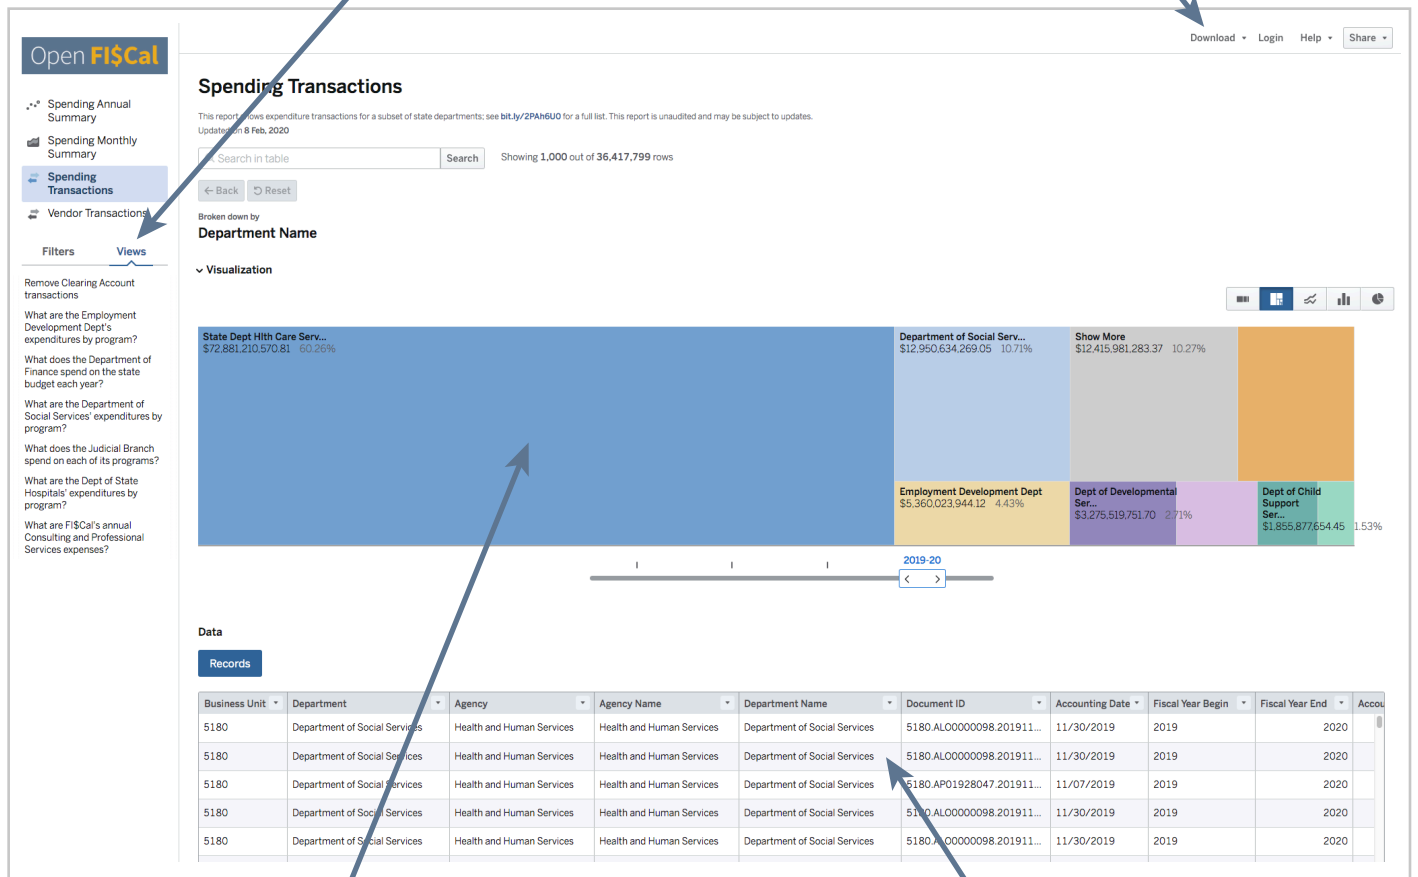 Open FI$Cal
Download
Login
Help
Share
Spending Annual
Summary
Spending Monthly
Summary
Spending
Transactions
Vendor Transactions
Filters
Views
Remove Clearing Account
transactions
What are the Employment
Development Dept's
expenditures by program?
What does the Department of
Finance spend on the state
budget each year?
What are the Department of
Social Services' expenditures by
program?
What does the Judicial Branch
spend on each of its programs?
What are the Dept of State
Hospitals' expenditures by
program?
What are FI$Cal's annual
Consulting and Professional
Services expenses?
Spending Transactions
This report shows expenditure transactions for a subset of state departments; see bit.ly/2PAh6U0 for a full list. This report is unaudited and may be subject to updates.
Updated on 8 Feb, 2020
Search in table
Search
Showing 1,000 out of 36,417,799 rows
Back
Reset
Broken down by
Department Name
Visualization
State Dept Hlth Care Serv...
$72,881,210,570.81 60.26%
Department of Social Serv...
$12,950,634,269.05 10.71%
Show More
$12,415,981,283.37 10.27%
Employment Development Dept
$5,360,023,944.12 4.43%
Dept of Developmental
Ser...
$3,275,519,751.70 2.71%
Dept of Child
Support
Ser...
$1,855,877,654.45 1.53%
2019-20
Data
Records
Business Unit Department Agency Agency Name Department Name Document ID Accounting Date Fiscal Year Begin Fiscal Year End Accou
5180 Department of Social Services Health and Human Services Health and Human Services Department of Social Services 5180.ALO0000098.201911... 11/30/2019 2019 2020
5180 Department of Social Services Health and Human Services Health and Human Services Department of Social Services 5180.ALO0000098.201911... 11/30/2019 2019 2020
5180 Department of Social Services Health and Human Services Health and Human Services Department of Social Services 5180.AP01928047.201911... 11/07/2019 2019 2020
5180 Department of Social Services Health and Human Services Health and Human Services Department of Social Services 5180.ALO0000098.201911... 11/30/2019 2019 2020
5180 Department of Social Services Health and Human Services Health and Human Services Department of Social Services 5180.ALO0000098.201911... 11/30/2019 2019 2020